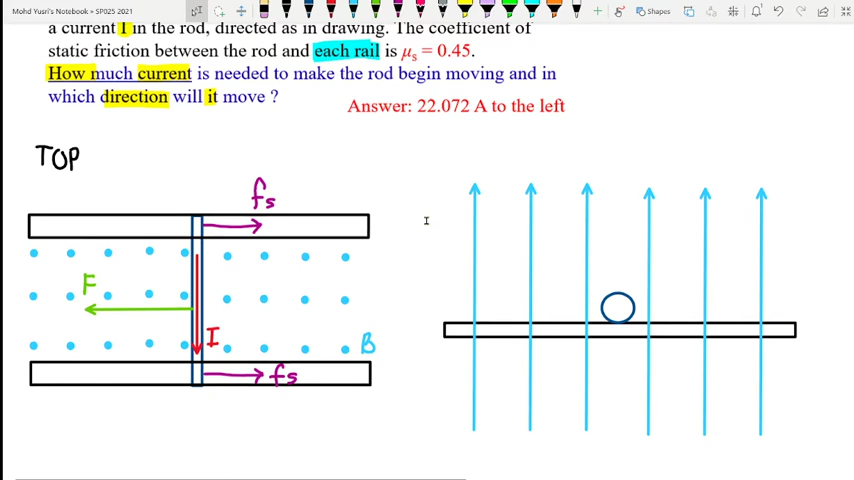 Mohd Yusri's Notebook » SP025 2021
Shapes
a current I in the rod, directed as in drawing. The coefficient of
static friction between the rod and each rail is μs = 0.45.
How much current is needed to make the rod begin moving and in
which direction will it move ?
Answer: 22.072 A to the left
TOP
fs
F
I
B
fs